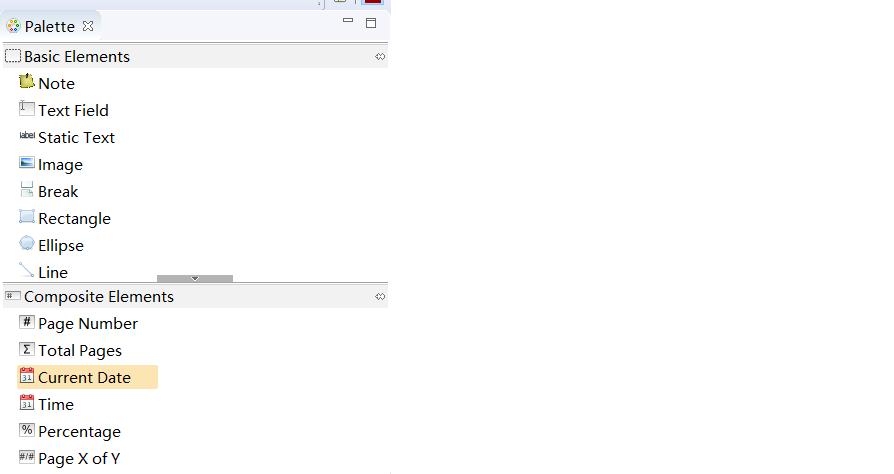 Palette
Basic Elements
Note
Text Field
label Static Text
Image
Break
Rectangle
Ellipse
Line
# Composite Elements
# Page Number
Σ Total Pages
31 Current Date
31 Time
% Percentage
#/# Page X of Y